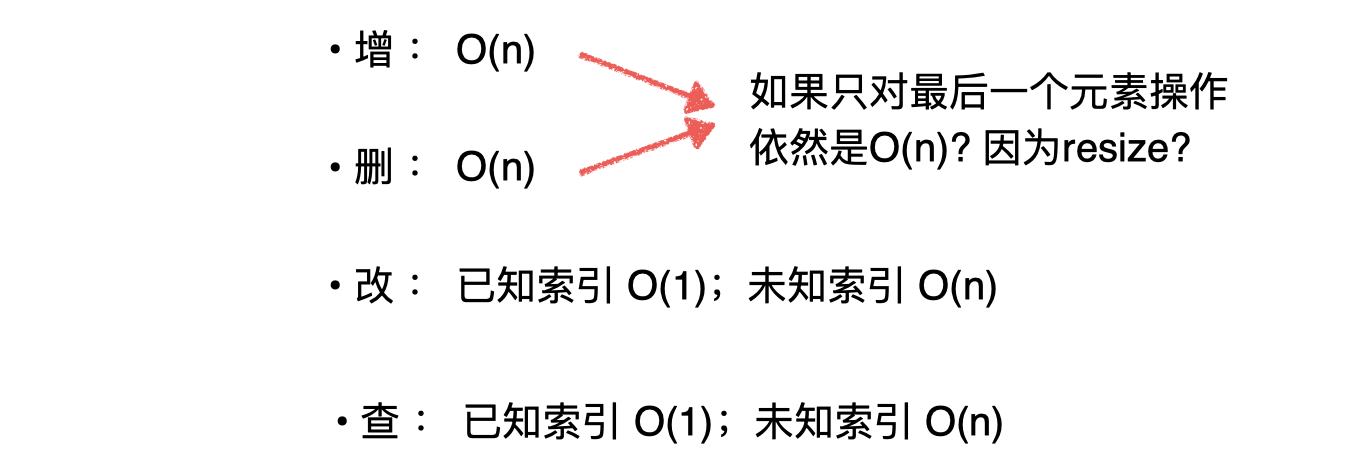 • 增： O(n)
如果只对最后一个元素操作
依然是O(n)? 因为resize?
• 删： O(n)
• 改： 已知索引 O(1)；未知索引 O(n)
• 查： 已知索引 O(1)；未知索引 O(n)